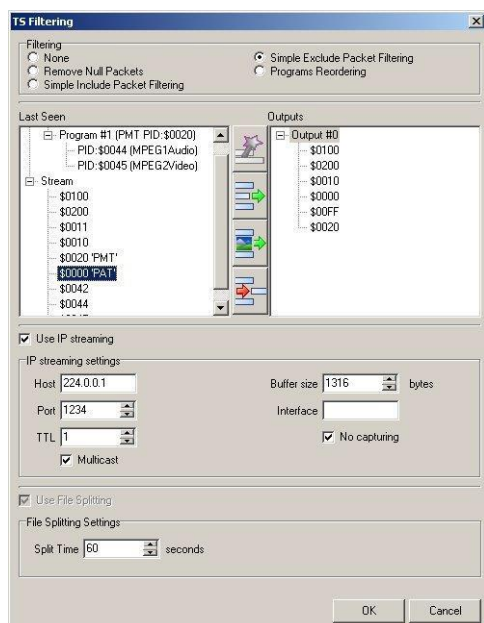 TS Filtering
Filtering
None
Simple Exclude Packet Filtering
Remove Null Packets
Programs Reordering
Simple Include Packet Filtering
Last Seen
Program #1 (PMT PID:$0020)
PID:$0044 (MPEG1Audio)
PID:$0045 (MPEG2Video)
Stream
$0100
$0200
$0011
$0010
$0020 'PMT'
$0000 'PAT'
$0042
$0044
Outputs
Output #0
$0100
$0200
$0010
$0000
$00FF
$0020
Use IP streaming
IP streaming settings
Host 224.0.0.1
Buffer size 1316 bytes
Port 1234
Interface
TTL 1
No capturing
Multicast
Use File Splitting
File Splitting Settings
Split Time 60 seconds
OK Cancel